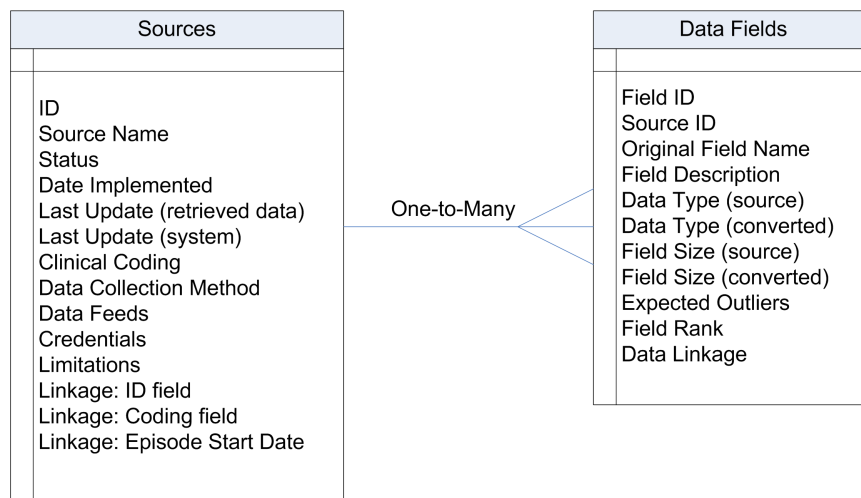 Sources
ID
Source Name
Status
Date Implemented
Last Update (retrieved data)
Last Update (system)
Clinical Coding
Data Collection Method
Data Feeds
Credentials
Limitations
Linkage: ID field
Linkage: Coding field
Linkage: Episode Start Date
One-to-Many
Data Fields
Field ID
Source ID
Original Field Name
Field Description
Data Type (source)
Data Type (converted)
Field Size (source)
Field Size (converted)
Expected Outliers
Field Rank
Data Linkage